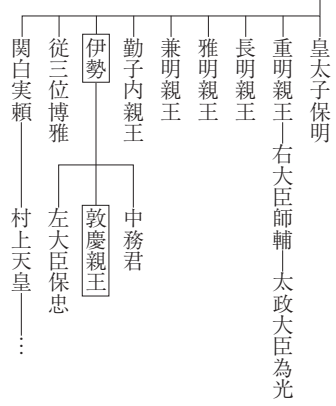 皇太子保明
重明親王―右大臣師輔―太政大臣為光
長明親王
雅明親王
兼明親王
勤子内親王
伊勢
中務君
敦慶親王
左大臣保忠
従三位博雅
関白実頼―村上天皇―…